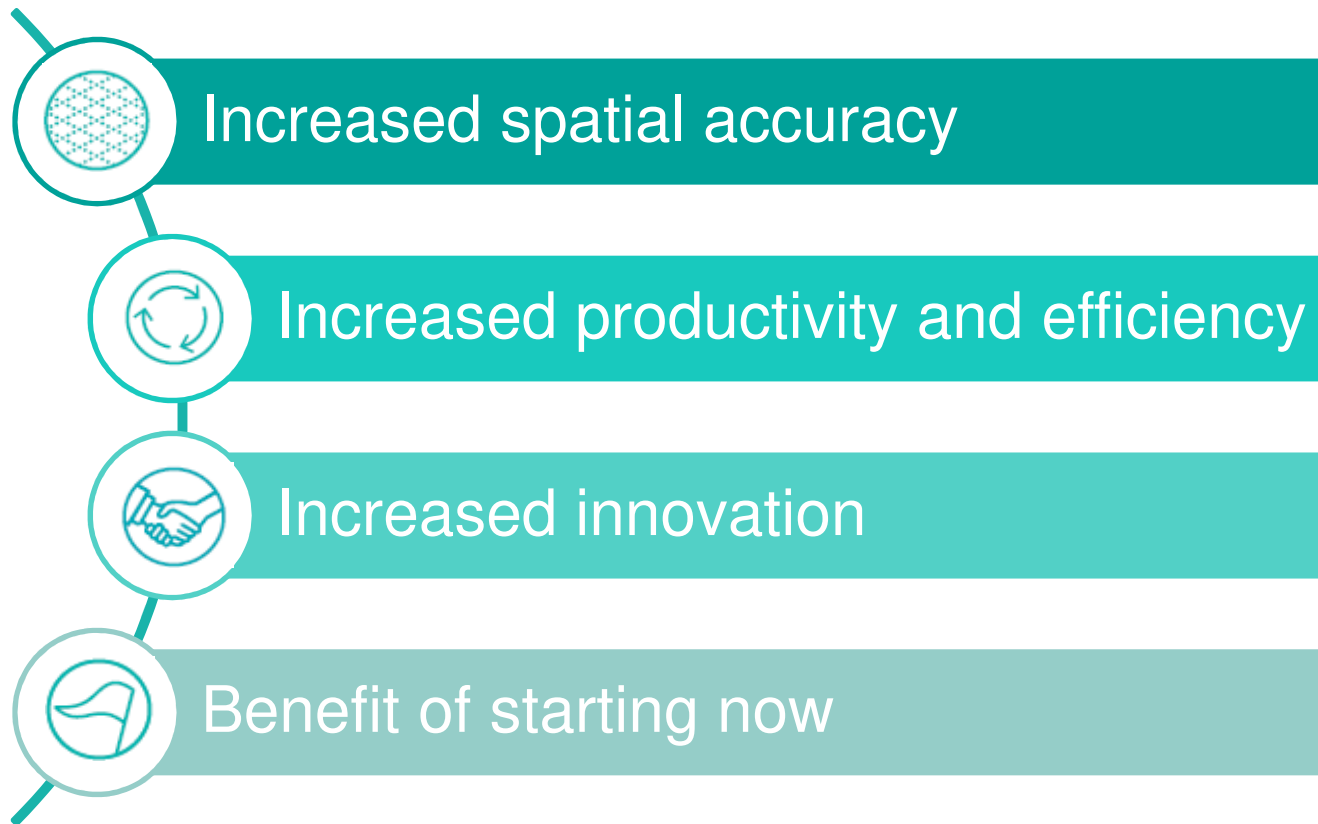 Increased spatial accuracy
Increased productivity and efficiency
Increased innovation
Benefit of starting now